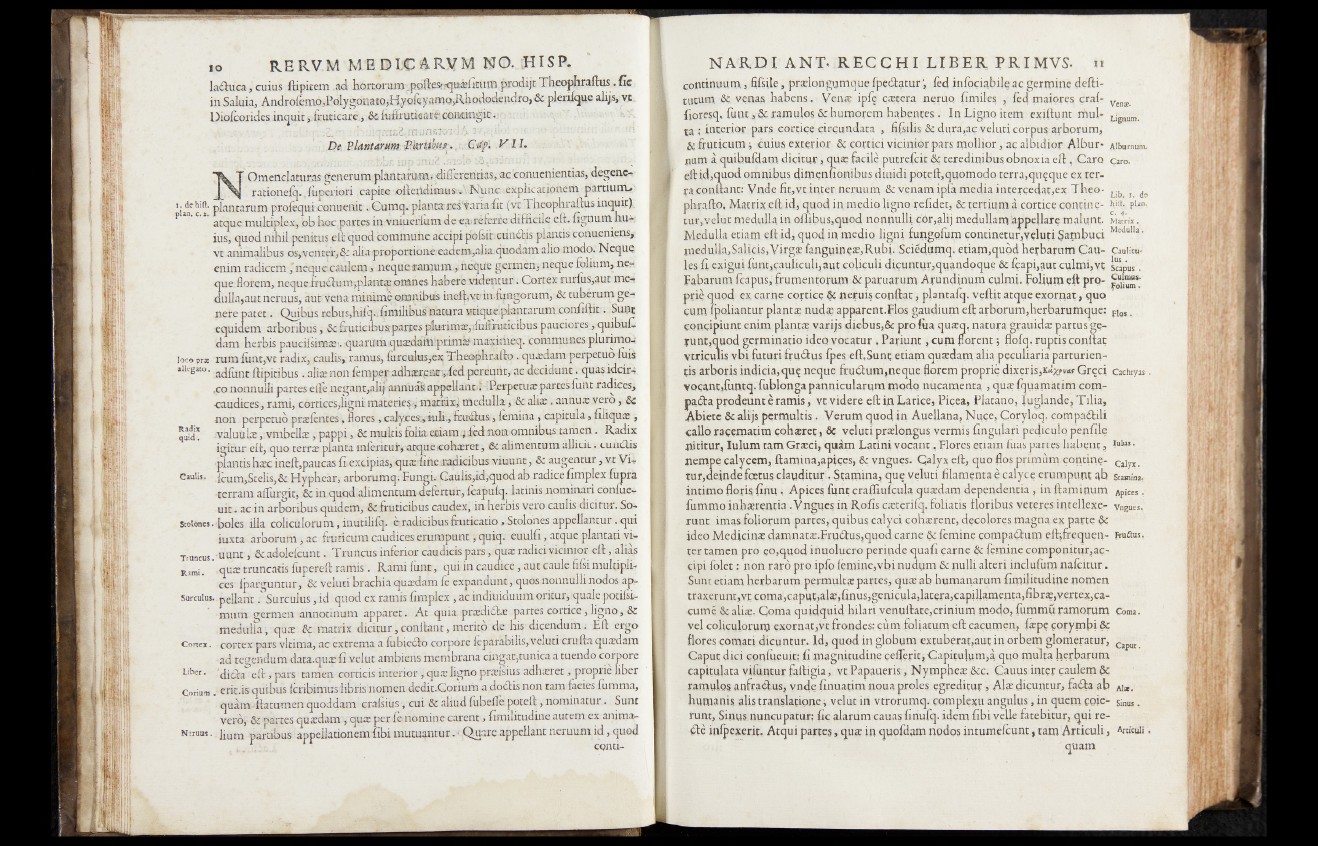 10 RERVM MEDICARVM NO. HISP.
lactuca, cuius stipitem ad hortorum postes quæsitum prodijt Theophrastus. sic
in Saluia, Androsemo, Polygonato, Hyoscyamo, Rhododendro, & plerisque alijs, vt
Dioscorides inquit, fruticare, & suffruticare contingit.
De Plantarum Partibus. Cap. VII.
NOmenclaturas generum plantarum. differentias, ac conuenientias, degene-
rationesq. superiori capite ostendimus. Nunc explicationem partium
1. de hist. plan. c. 2.
plantarum prosequi conuenit. Cumq. planta res varia sit (vt Theophrastus inquit)
atque multiplex, ob hoc partes in vniuersum de ea referre difficile est. signum hu-
ius, quod nihil penitus est quod commune accipi possit cunctis plantis conueniens,
vt animalibus os, venter, & alia proportione eadem, alia quodam alio modo. Neque
enim radicem, neque caulem, neque ramum, neque germen, neque folium, ne-
que florem, neque fructum, plantæ omnes habere videntur. Cortex rursus, aut me-
dulla, aut neruus, aut vena minimè omnibus inest, vt in fungorum, & tuberum ge-
nere patet. Quibus rebus, hisq. similibus natura vtique plantarum consistit. Sunt
equidem arboribus, & fruticibus partes plurimæ, suffruticibus pauciores, quibus-
dam herbis paucissimæ. quarum quædam primæ maximeq. communes plurimo-
loco præ allegato.
rum sunt, vt radix, caulis, ramus, surculus, ex Theophrasto. quædam perpetuò suis
adsunt stipitibus. aliæ non semper adhærent, sed pereunt, ac decidunt. quas idcir-
co nonnulli partes esse negant, alij annuas appellant. Perpetuæ partes sunt radices,
caudices, rami, cortices, ligni materies, matrix, medulla, & aliæ. annuæ verò, &
non perpetuò præsentes, flores, calyces, iuli, fructus, semina, capitula, siliquæ,
Radix quid.
valuulæ, vmbellæ, pappi, & multis folia etiam, sed non omnibus tamen. Radix
igitur est, quo terræ planta inseritur, atque cohæret, & alimentum allicit. cunctis
plantis hæc inest, paucas si excipias, quæ sine radicibus viuunt, & augentur, vt Vi-
Caulis.
scum, Stelis, & Hyphear, arborumq. Fungi. Caulis, id, quod ab radice simplex supra
terram assurgit, & in quod alimentum defertur, scapusq. latinis nominari consue-
uit. ac in arboribus quidem, & fruticibus caudex, in herbis vero caulis dicitur. So-
Stolones.
boles illa coliculorum, inutilisq. è radicibus fruticatio. Stolones appellantur. qui
iuxta arborum, ac fruticum caudices erumpunt, quiq. euulsi, atque plantati vi-
Truncus.
uunt, & adolescunt. Truncus inferior caudicis pars, quæ radici vicinior est, aliàs
Rami.
quæ truncatis superest ramis. Rami sunt, qui in caudice, aut caule fissi multipli-
ces sparguntur, & veluti brachia quædam se expandunt, quos nonnulli nodos ap-
Surculus.
pellant. Surculus, id quod ex ramis simplex, ac indiuiduum oritur, quale potissi-
mum germen annotinum apparet. At quia prædictæ partes cortice, ligno, &
medulla, quæ & matrix dicitur, constant, meritò de his dicendum. Est ergo
Cortex.
cortex pars vltima, ac extrema a subiecto corpore separabilis, veluti crusta quædam
ad tegendum data. quæ si velut ambiens membrana cingat, tunica a tuendo corpore
Liber.
dicta est, pars tamen corticis interior, quæ ligno præsius adhæret, propriè liber
Corium.
erit. is quibus scribimus libris nomen dedit. Corium a doctis non tam facies summa,
quàm statumen quoddam crassius, cui & aliud subesse potest, nominatur. Sunt
verò, & partes quædam, quæ per se nomine carent, similitudine autem ex anima-
Neruus.
lium partibus appellationem sibi mutuantur. Quare appellant neruum id, quod
conti-
NARDI ANT. RECCHI LIBER PRIMVS. 11
continuum, fissile, prælongumque spectatur, sed insociabile ac germine desti-
tutum & venas habens. Venæ ipsę cætera neruo similes, sed maiores cras-
Venæ.
sioresq. sunt, & ramulos & humorem habentes. In Ligno item existunt mul-
Lignum.
ta: interior pars cortice circundata, fissilis & dura, ac veluti corpus arborum,
& fruticum; cuius exterior & cortici vicinior pars mollior, ac albidior Albur-
Alburnum.
num à quibusdam dicitur, quæ facilè putrescit & teredinibus obnoxia est, Caro
Caro.
est id, quod omnibus dimensionibus diuidi potest, quomodo terra, quęque ex ter-
ra constant: Vnde fit, vt inter neruum & venam ipsa media intercedat, ex Theo-
Lib. 1. de hist. plan. c. 4.
phrasto, Matrix est id, quod in medio ligno residet, & tertium à cortice contine-
tur, velut medulla in ossibus, quod nonnulli cor, alij medullam appellare malunt.
Matrix.
Medulla etiam est id, quod in medio ligni fungosum continetur, veluti Sambuci
Medulla.
medulla, Salicis, Virgæ sanguineæ, Rubi. Sciēdumq. etiam, quòd herbarum Cau-
Caulicu-lus.
les si exigui sunt, cauliculi, aut coliculi dicuntur, quandoque & scapi, aut culmi, vt
Scapus.
Fabarum scapus, frumentorum & paruarum Arundinum culmi. Folium est pro-
Culmus. Folium.
priè quod ex carne cortice & neruis constat, plantasq. vestit atque exornat, quo
cum spoliantur plantæ nudæ apparent. Flos gaudium est arborum, herbarumque:
Flos.
concipiunt enim plantæ varijs diebus, & pro sua quæq. natura grauidæ partus ge-
runt, quod germinatio ideo vocatur. Pariunt, cum florent; flosq. ruptis constat
vtriculis vbi futuri fructus spes est, Sunt etiam quædam alia peculiaria parturien-
tis arboris indicia, quę neque fructum, neque florem propriè dixeris, κάχρυας Gręci
Cachryas.
vocant, suntq. sublonga pannicularum modo nucamenta, quæ squamatim com-
pacta prodeunt è ramis, vt videre est in Larice, Picea, Platano, Iuglande, Tilia,
Abiete & alijs permultis. Verum quod in Auellana, Nuce, Coryloq. compactili
callo racematim cohæret, & veluti prælongus vermis singulari pediculo pensile
nititur, Iulum tam Græci, quàm Latini vocant. Flores etiam suas partes habent,
Iulus.
nempe calycem, stamina, apices, & vngues. Calyx est, quo flos primùm contine-
Calyx.
tur, deinde fœtus clauditur. Stamina, quę veluti filamenta è calyce erumpunt ab
Stamina.
intimo floris sinu. Apices sunt crassiuscula quædam dependentia, in staminum
Apices.
summo inhærentia. Vngues in Rosis cæterisq. foliatis floribus veteres intellexe-
Vngues.
runt imas foliorum partes, quibus calyci cohærent, decolores magna ex parte &
ideo Medicinæ damnatæ. Fructus, quod carne & semine compactum est, frequen-
Fructus.
ter tamen pro eo, quod inuolucro perinde quasi carne & semine componitur, ac-
cipi solet: non rarò pro ipso semine, vbi nudum & nulli alteri inclusum nascitur.
Sunt etiam herbarum permultæ partes, quæ ab humanarum similitudine nomen
traxerunt, vt coma, caput, alæ, sinus, genicula, latera, capillamenta, fibræ, vertex, ca-
cumē & aliæ. Coma quidquid hilari venustate, crinium modo, summū ramorum
Coma.
vel coliculorum exornat, vt frondes: cùm foliatum est cacumen, sæpę corymbi &
flores comati dicuntur. Id, quod in globum extuberat, aut in orbem glomeratur,
Caput.
Caput dici consueuit: si magnitudine cesserit, Capitulum, à quo multa herbarum
capitulata visuntur fastigia, vt Papaueris, Nympheæ &c. Cauus inter caulem &
ramulos anfractus, vnde sinuatim noua proles egreditur, Alæ dicuntur, facta ab
Alæ.
humanis alis translatione, velut in vtrorumq. complexu angulus, in quem coie-
Sinus.
runt, Sinus nuncupatur: sic alarum cauas sinusq. idem sibi velle fatebitur, qui re-
ctè inspexerit. Atqui partes, quæ in quosdam nodos intumescunt, tam Articuli,
Articuli.
quam